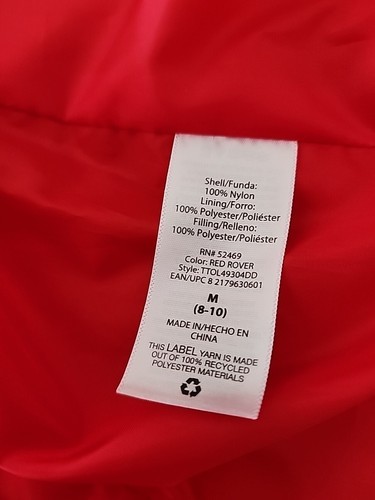 Shell/Funda:
100% Nylon
Lining/Forro:
100% Polyester/Poliéster
Filling/Relleno:
100% Polyester/Poliéster
RN# 52469
Color: RED ROVER
Style: TTOL49304DD
EAN/UPC 8 2179630601
M
(8-10)
MADE IN/HECHO EN
CHINA
THIS LABEL YARN IS MADE
OUT OF 100% RECYCLED
POLYESTER MATERIALS